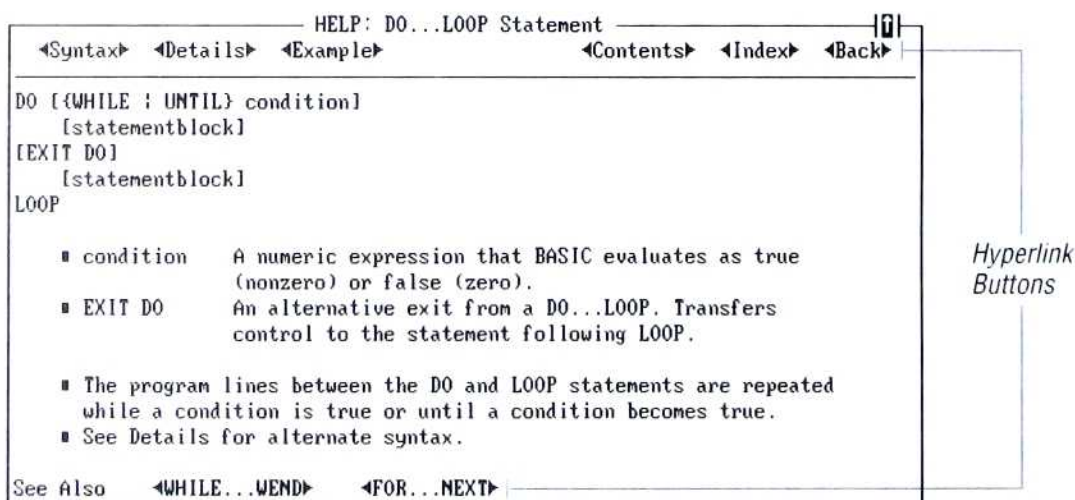 HELP: DO...LOOP Statement
◄Syntax► ◄Details► ◄Example► ◄Contents► ◄Index► ◄Back►
DO [{WHILE ¦ UNTIL} condition]
[statementblock]
[EXIT DO]
[statementblock]
LOOP
condition A numeric expression that BASIC evaluates as true
(nonzero) or false (zero).
EXIT DO An alternative exit from a DO...LOOP. Transfers
control to the statement following LOOP.
The program lines between the DO and LOOP statements are repeated
while a condition is true or until a condition becomes true.
See Details for alternate syntax.
See Also ◄WHILE...WEND► ◄FOR...NEXT►
Hyperlink
Buttons